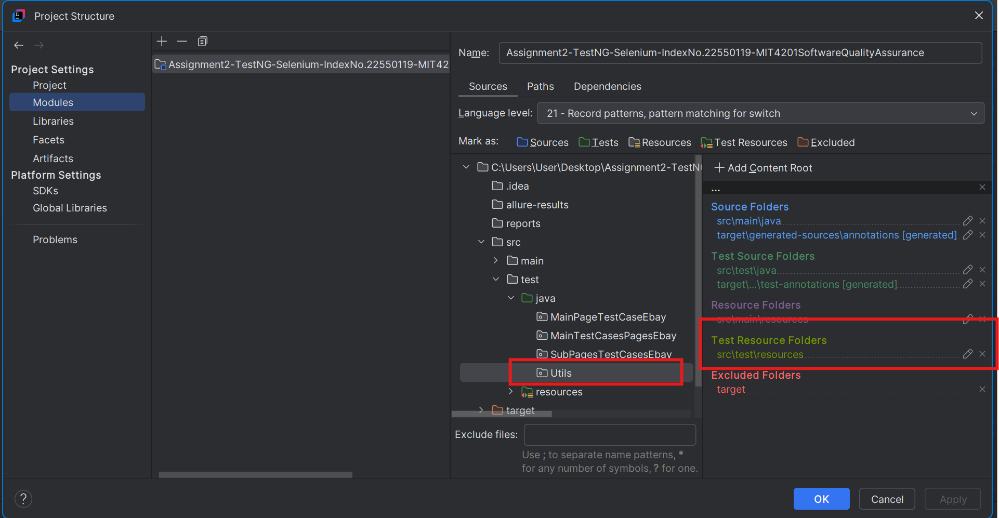 Project Structure
Project Settings
Project
Modules
Libraries
Facets
Artifacts
Platform Settings
SDKs
Global Libraries
Problems
Assignment2-TestNG-Selenium-IndexNo.22550119-MIT42
Name: Assignment2-TestNG-Selenium-IndexNo.22550119-MIT4201SoftwareQualityAssurance
Sources Paths Dependencies
Language level: 21 - Record patterns, pattern matching for switch
Mark as: Sources Tests Resources Test Resources Excluded
C:\Users\User\Desktop\Assignment2-TestNG
.idea
allure-results
reports
src
main
test
java
MainPageTestCaseEbay
MainTestCasesPagesEbay
SubPagesTestCasesEbay
Utils
resources
target
Exclude files:
Use ; to separate name patterns, *
for any number of symbols, ? for one.
Add Content Root
...
Source Folders
src\main\java
target\generated-sources\annotations [generated]
Test Source Folders
src\test\java
target\...\test-annotations [generated]
Resource Folders
src\main\resources
Test Resource Folders
src\test\resources
Excluded Folders
target
?
OK Cancel Apply